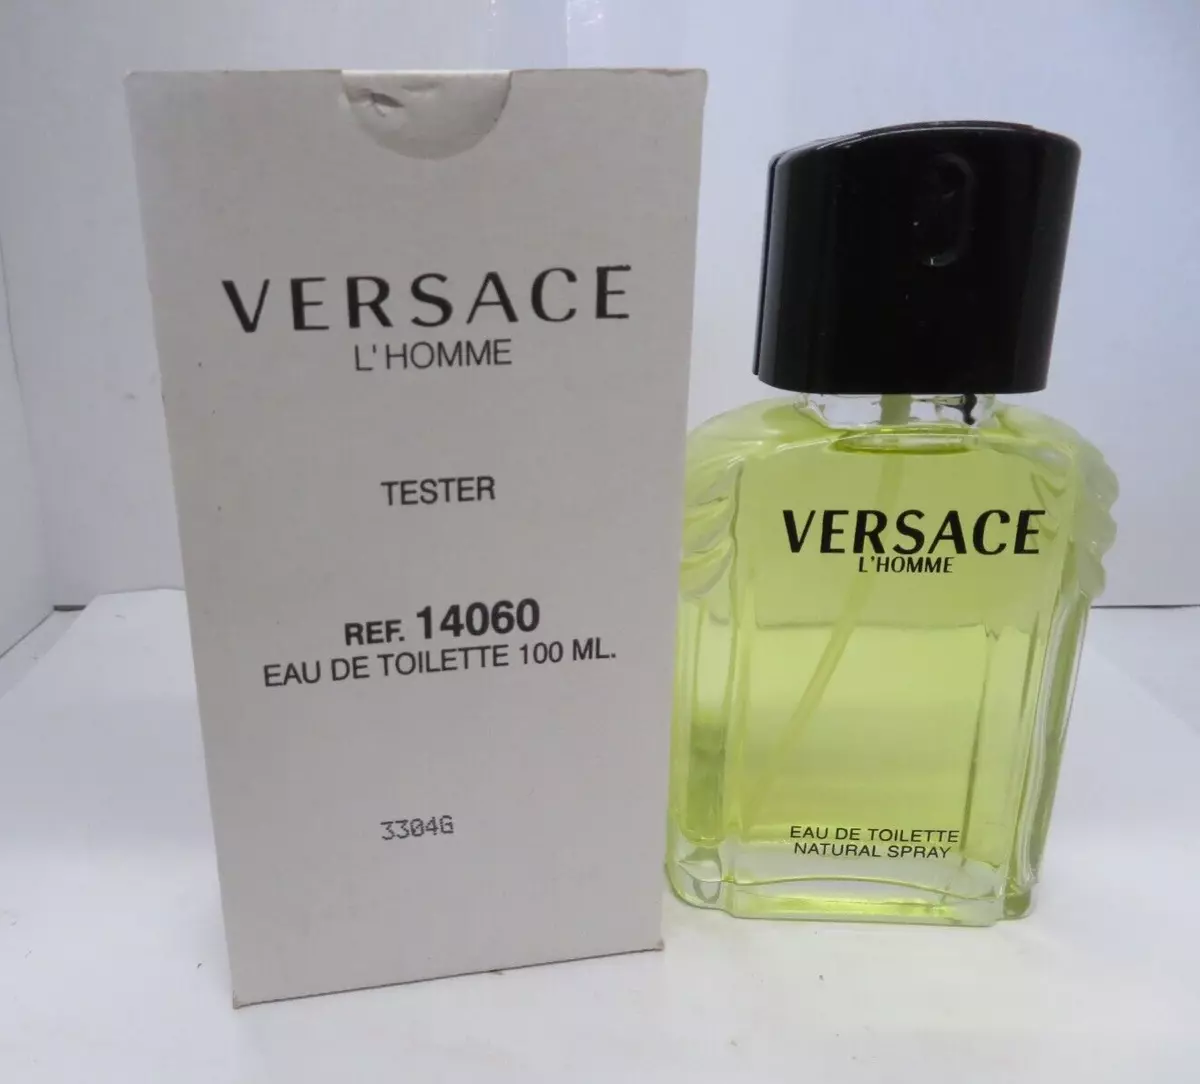 VERSACE
L'HOMME
TESTER
REF. 14060
EAU DE TOILETTE 100 ML.
3304G
VERSACE
L'HOMME
EAU DE TOILETTE
NATURAL SPRAY